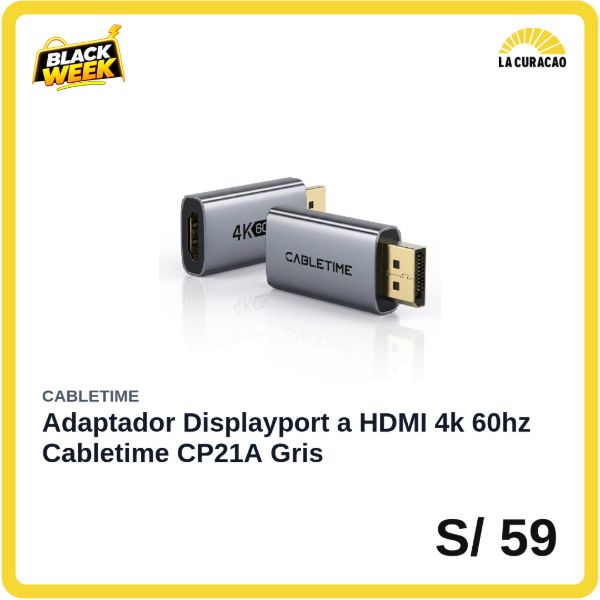 BLACK
WEEK
LA CURACAO
4K 60
CABLETIME
CABLETIME
Adaptador Displayport a HDMI 4k 60hz
Cabletime CP21A Gris
S/ 59